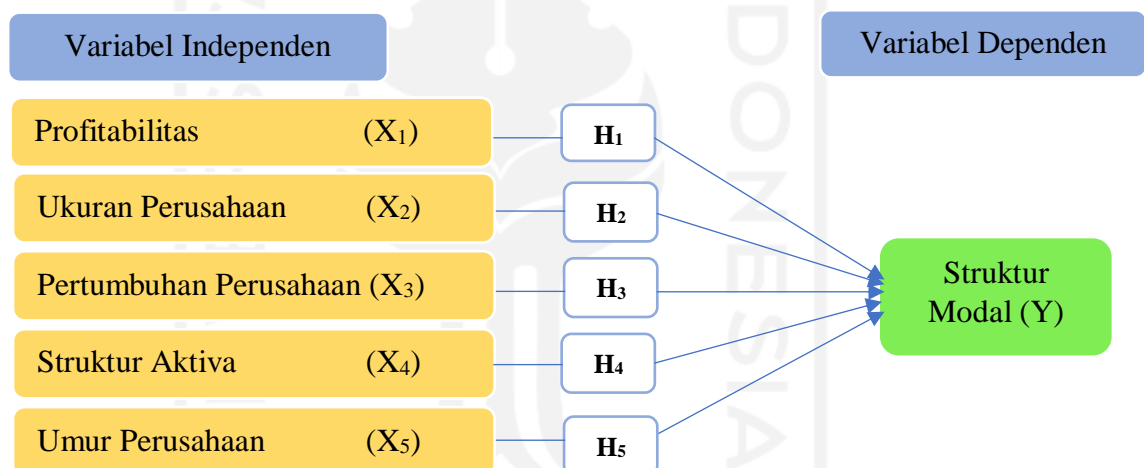 Variabel Independen
Variabel Dependen
Profitabilitas (X₁)
H₁
Ukuran Perusahaan (X₂)
H₂
Pertumbuhan Perusahaan (X₃)
H₃
Struktur Aktiva (X₄)
H₄
Umur Perusahaan (X₅)
H₅
Struktur
Modal (Y)
DONESIA